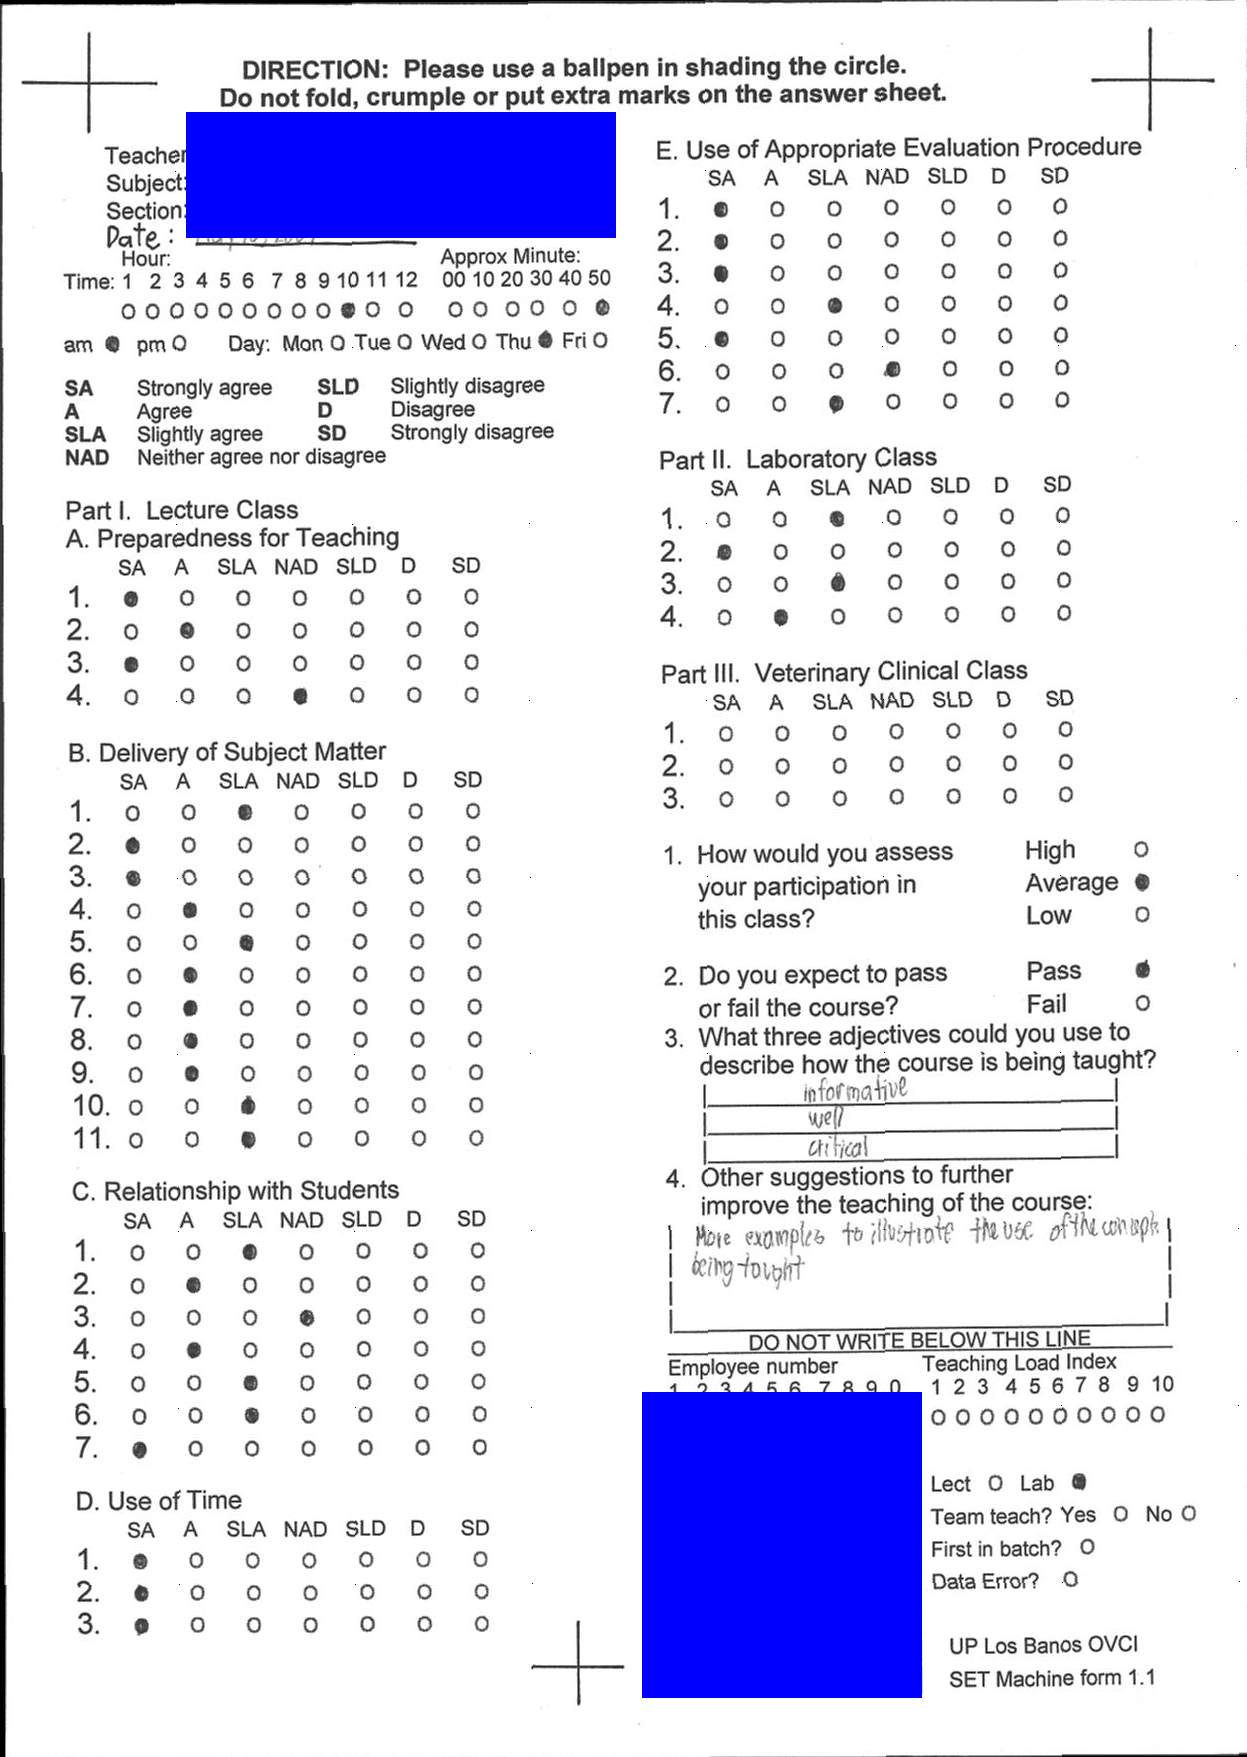 DIRECTION: Please use a ballpen in shading the circle.
Do not fold, crumple or put extra marks on the answer sheet.
Teacher
Subject:
Section:
Date:
Hour: Approx Minute:
Time: 1 2 3 4 5 6 7 8 9 10 11 12 00 10 20 30 40 50
am pm Day: Mon Tue Wed Thu Fri
SA Strongly agree SLD Slightly disagree
A Agree D Disagree
SLA Slightly agree SD Strongly disagree
NAD Neither agree nor disagree
Part I. Lecture Class
A. Preparedness for Teaching
SA A SLA NAD SLD D SD
1.
2.
3.
4.
B. Delivery of Subject Matter
SA A SLA NAD SLD D SD
1.
2.
3.
4.
5.
6.
7.
8.
9.
10.
11.
C. Relationship with Students
SA A SLA NAD SLD D SD
1.
2.
3.
4.
5.
6.
7.
D. Use of Time
SA A SLA NAD SLD D SD
1.
2.
3.
E. Use of Appropriate Evaluation Procedure
SA A SLA NAD SLD D SD
1.
2.
3.
4.
5.
6.
7.
Part II. Laboratory Class
SA A SLA NAD SLD D SD
1.
2.
3.
4.
Part III. Veterinary Clinical Class
SA A SLA NAD SLD D SD
1.
2.
3.
1. How would you assess High
your participation in Average
this class? Low
2. Do you expect to pass Pass
or fail the course? Fail
3. What three adjectives could you use to
describe how the course is being taught?
informative
well
critical
4. Other suggestions to further
improve the teaching of the course:
More examples to illustrate the use of the concept
being taught
DO NOT WRITE BELOW THIS LINE
Employee number Teaching Load Index
1 2 3 4 5 6 7 8 9 0 1 2 3 4 5 6 7 8 9 10
Lect Lab
Team teach? Yes No
First in batch?
Data Error?
UP Los Banos OVCI
SET Machine form 1.1